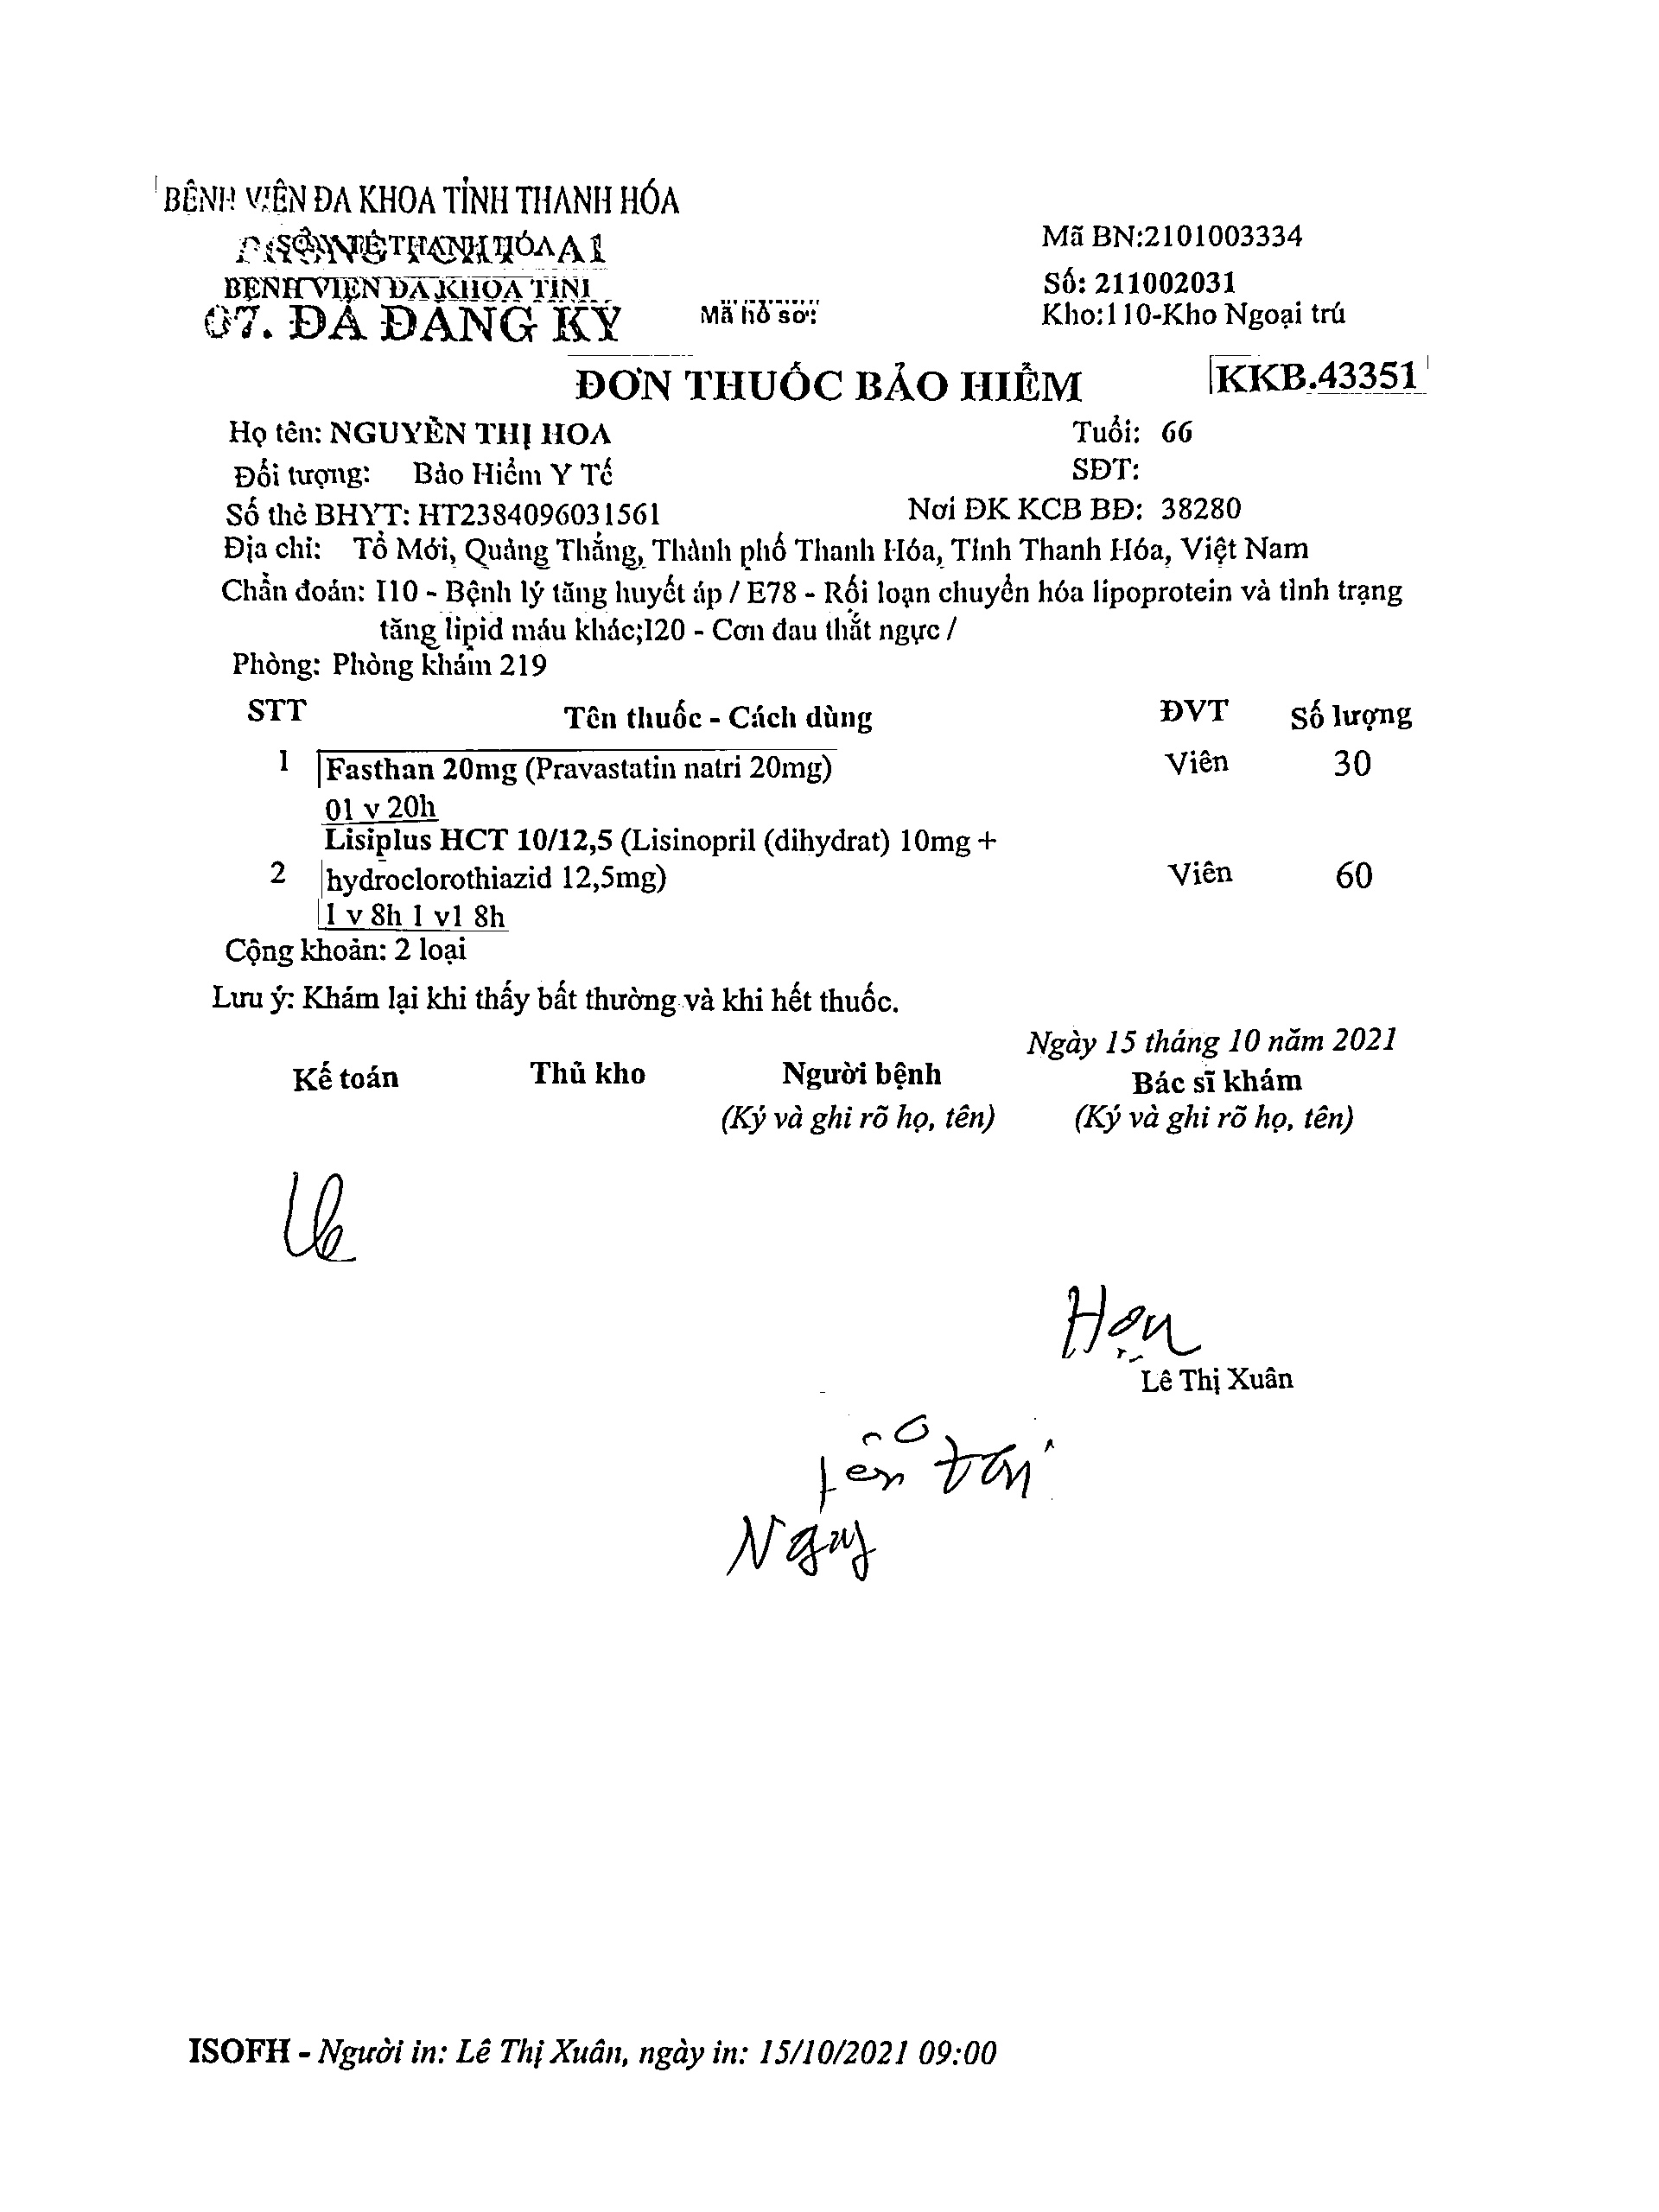 BỆNH VIỆN ĐA KHOA TỈNH THANH HÓA
Mã BN:2101003334
BỆNH VIỆN ĐA KHOA TỈNH
Số: 211002031
07. ĐÃ ĐĂNG KÝ
Mã hồ sơ:
Kho:110-Kho Ngoại trú
ĐƠN THUỐC BẢO HIỂM
KKB.43351
Họ tên: NGUYỄN THỊ HOA
Tuổi: 66
Đối tượng: Bảo Hiểm Y Tế
SĐT:
Số thẻ BHYT: HT2384096031561
Nơi ĐK KCB BĐ: 38280
Địa chỉ: Tổ Mới, Quảng Thắng, Thành phố Thanh Hóa, Tỉnh Thanh Hóa, Việt Nam
Chẩn đoán: I10 - Bệnh lý tăng huyết áp / E78 - Rối loạn chuyển hóa lipoprotein và tình trạng
tăng lipid máu khác;I20 - Cơn đau thắt ngực /
Phòng: Phòng khám 219
STT Tên thuốc - Cách dùng ĐVT Số lượng
1 Fasthan 20mg (Pravastatin natri 20mg) Viên 30
01 v 20h
Lisiplus HCT 10/12,5 (Lisinopril (dihydrat) 10mg +
2 hydroclorothiazid 12,5mg) Viên 60
1 v 8h 1 v1 8h
Cộng khoản: 2 loại
Lưu ý: Khám lại khi thấy bất thường và khi hết thuốc.
Ngày 15 tháng 10 năm 2021
Kế toán Thủ kho Người bệnh Bác sĩ khám
(Ký và ghi rõ họ, tên) (Ký và ghi rõ họ, tên)
Lê Thị Xuân
ISOFH - Người in: Lê Thị Xuân, ngày in: 15/10/2021 09:00